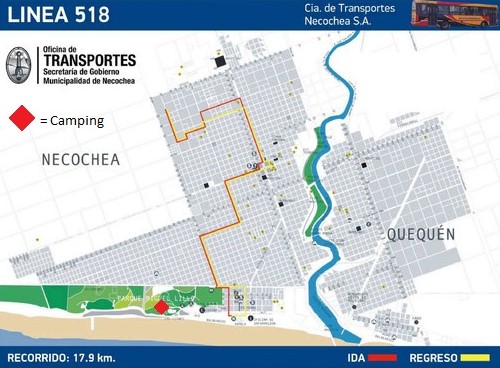 LINEA 518
Cia. de Transportes
Necochea S.A.
Oficina de
TRANSPORTES
Secretaría de Gobierno
Municipalidad de Necochea
= Camping
NECOCHEA
QUEQUÉN
PARQUE MIGUEL LILLO
RECORRIDO: 17.9 km.
IDA
REGRESO